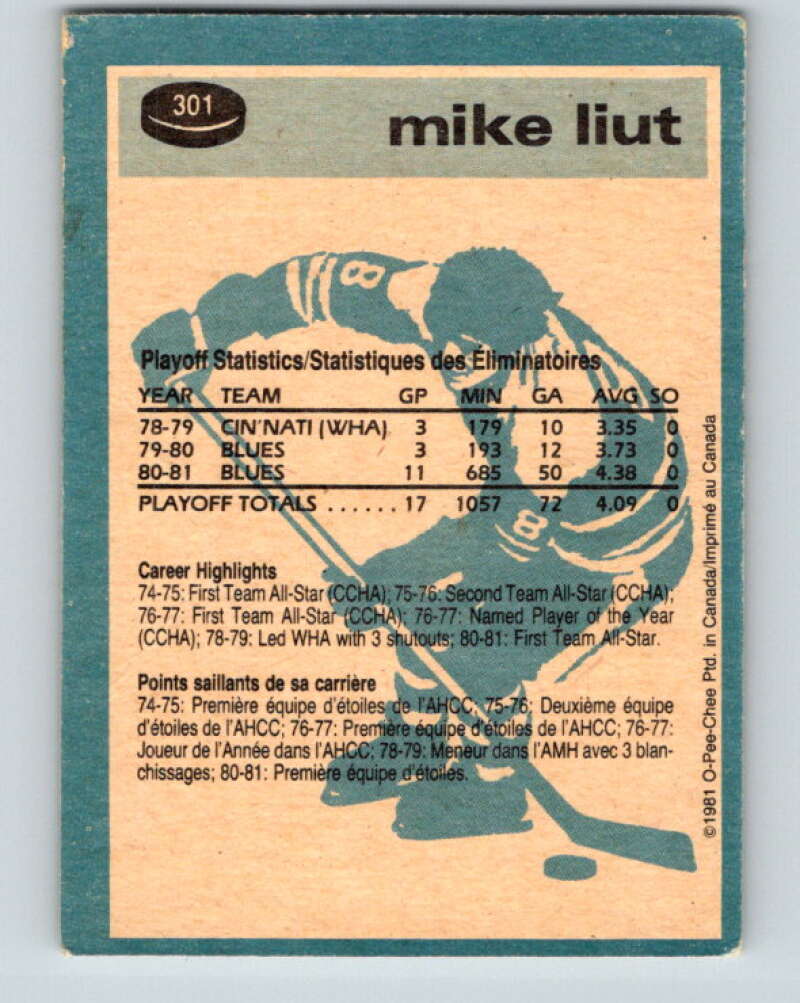 301
mike liut
8
Playoff Statistics/Statistiques des Éliminatoires
YEAR TEAM GP MIN GA AVG SO
78-79 CIN'NATI (WHA) 3 179 10 3.35 0
79-80 BLUES 3 193 12 3.73 0
80-81 BLUES 11 685 50 4.38 0
PLAYOFF TOTALS ...... 17 1057 72 4.09 0
8
Career Highlights
74-75: First Team All-Star (CCHA); 75-76: Second Team All-Star (CCHA);
76-77: First Team All-Star (CCHA); 76-77: Named Player of the Year
(CCHA); 78-79: Led WHA with 3 shutouts; 80-81: First Team All-Star.
Points saillants de sa carrière
74-75: Première équipe d'étoiles de l'AHCC; 75-76: Deuxième équipe
d'étoiles de l'AHCC; 76-77: Première équipe d'étoiles de l'AHCC; 76-77:
Joueur de l'Année dans l'AHCC; 78-79: Meneur dans l'AMH avec 3 blan-
chissages; 80-81: Première équipe d'étoiles.
©1981 O-Pee-Chee Ptd. in Canada/Imprimé au Canada